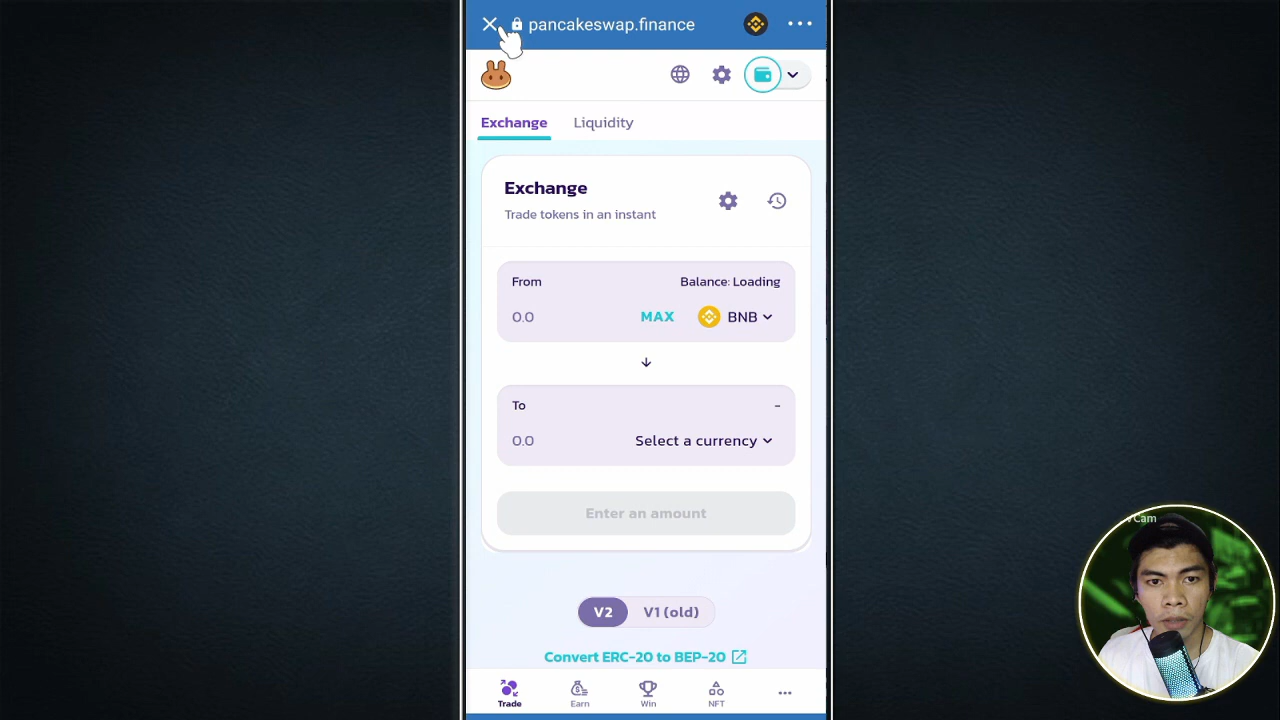 pancakeswap.finance
Exchange
Liquidity
Exchange
Trade tokens in an instant
From
Balance: Loading
0.0
MAX
BNB
To
-
0.0
Select a currency
Enter an amount
V2
V1 (old)
Convert ERC-20 to BEP-20
Trade
Earn
Win
NFT